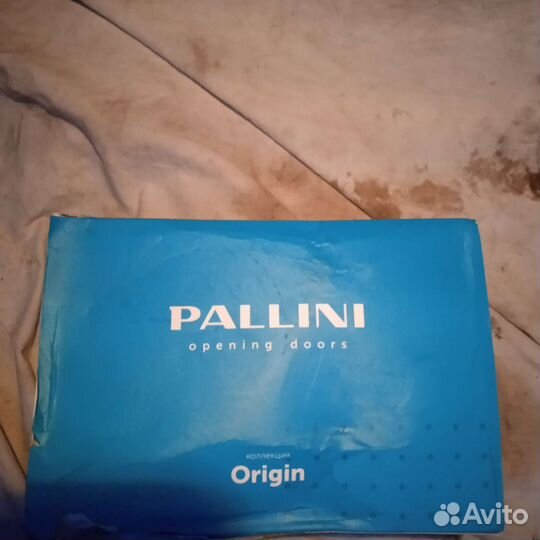 PALLINI
opening doors
коллекция
Origin
Avito